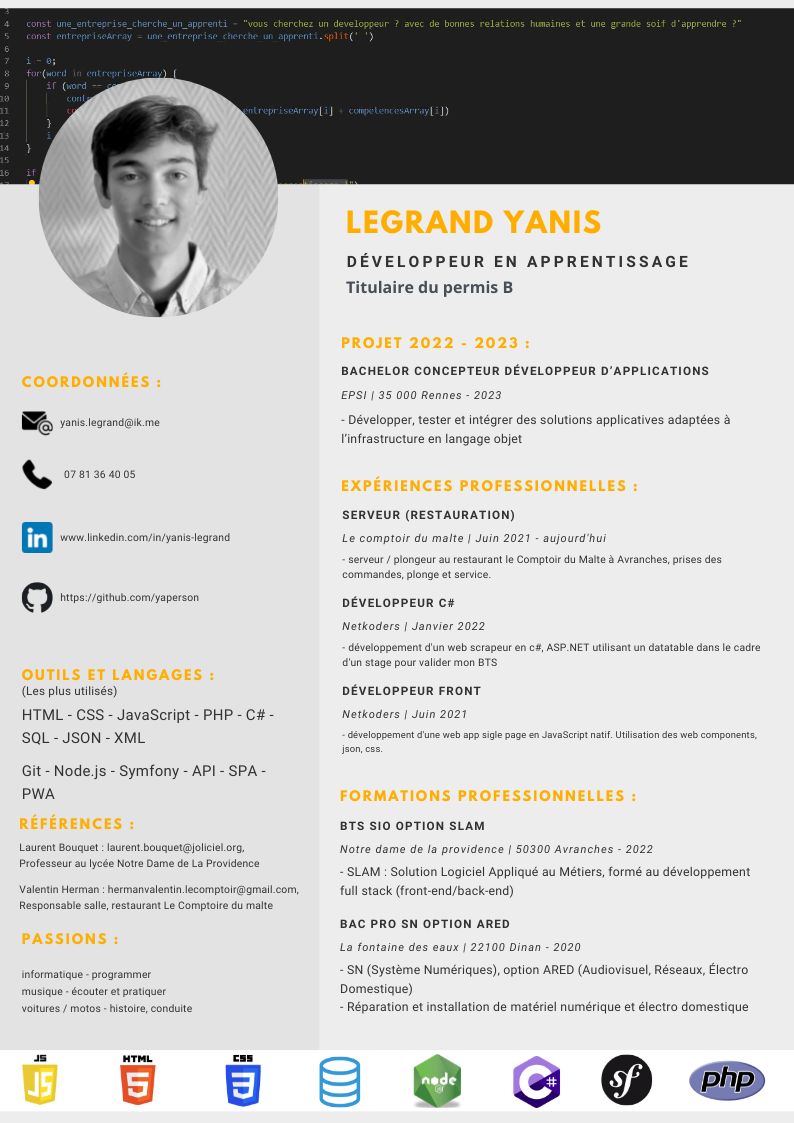 3
4 const une_entreprise_cherche_un_apprenti = "vous cherchez un developpeur ? avec de bonnes relations humaines et une grande soif d'apprendre ?"
5 const entrepriseArray = une_entreprise_cherche_un_apprenti.split(' ')
6
7 i = 0;
8 for(word in entrepriseArray) {
9 if (word ==
10
11 entrepriseArray[i] + competencesArray[i])
12 }
13 i
14 }
15
16 if
LEGRAND YANIS
DÉVELOPPEUR EN APPRENTISSAGE
Titulaire du permis B
COORDONNÉES :
yanis.legrand@ik.me
07 81 36 40 05
in www.linkedin.com/in/yanis-legrand
https://github.com/yaperson
OUTILS ET LANGAGES :
(Les plus utilisés)
HTML - CSS - JavaScript - PHP - C# -
SQL - JSON - XML
Git - Node.js - Symfony - API - SPA -
PWA
RÉFÉRENCES :
Laurent Bouquet : laurent.bouquet@joliciel.org,
Professeur au lycée Notre Dame de La Providence
Valentin Herman : hermanvalentin.lecomptoir@gmail.com,
Responsable salle, restaurant Le Comptoire du malte
PASSIONS :
informatique - programmer
musique - écouter et pratiquer
voitures / motos - histoire, conduite
PROJET 2022 - 2023 :
BACHELOR CONCEPTEUR DÉVELOPPEUR D'APPLICATIONS
EPSI | 35 000 Rennes - 2023
- Développer, tester et intégrer des solutions applicatives adaptées à
l'infrastructure en langage objet
EXPÉRIENCES PROFESSIONELLES :
SERVEUR (RESTAURATION)
Le comptoir du malte | Juin 2021 - aujourd'hui
- serveur / plongeur au restaurant le Comptoir du Malte à Avranches, prises des
commandes, plonge et service.
DÉVELOPPEUR C#
Netkoders | Janvier 2022
- développement d'un web scrapeur en c#, ASP.NET utilisant un datatable dans le cadre
d'un stage pour valider mon BTS
DÉVELOPPEUR FRONT
Netkoders | Juin 2021
- développement d'une web app sigle page en JavaScript natif. Utilisation des web components,
json, css.
FORMATIONS PROFESSIONELLES :
BTS SIO OPTION SLAM
Notre dame de la providence | 50300 Avranches - 2022
- SLAM : Solution Logiciel Appliqué au Métiers, formé au développement
full stack (front-end/back-end)
BAC PRO SN OPTION ARED
La fontaine des eaux | 22100 Dinan - 2020
- SN (Système Numériques), option ARED (Audiovisuel, Réseaux, Électro
Domestique)
- Réparation et installation de matériel numérique et électro domestique
JS HTML CSS
JS 5 3 node C# sf php